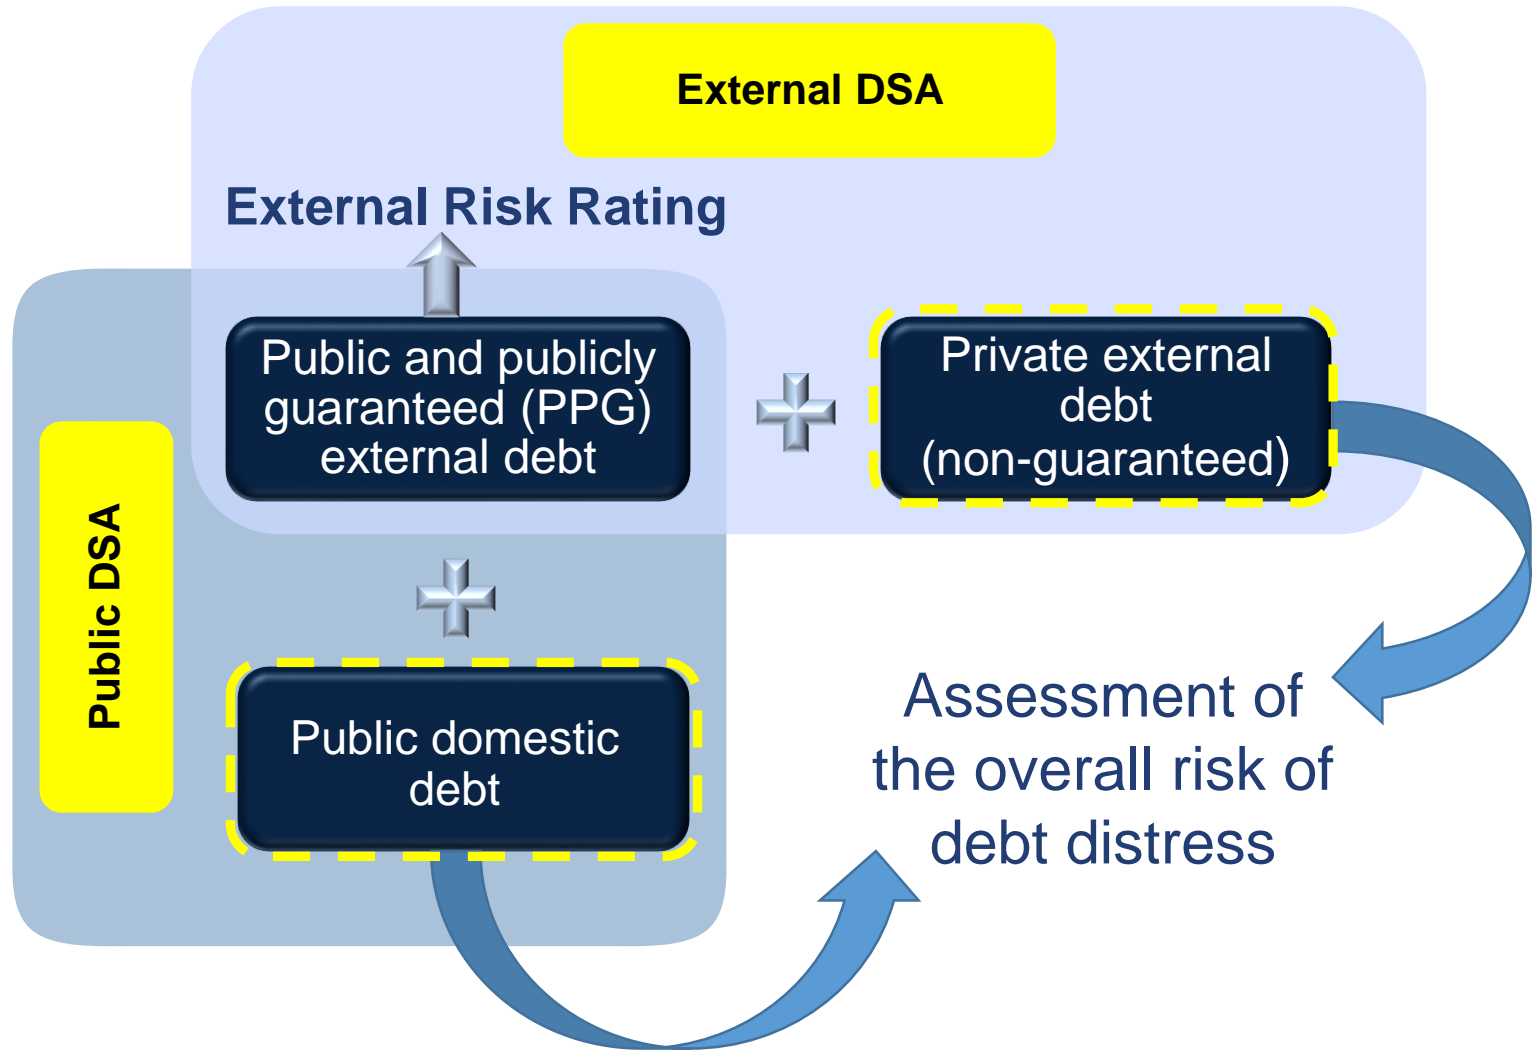 External DSA
External Risk Rating
Public and publicly
guaranteed (PPG)
external debt
Private external
debt
(non-guaranteed)
Public DSA
Public domestic
debt
Assessment of
the overall risk of
debt distress